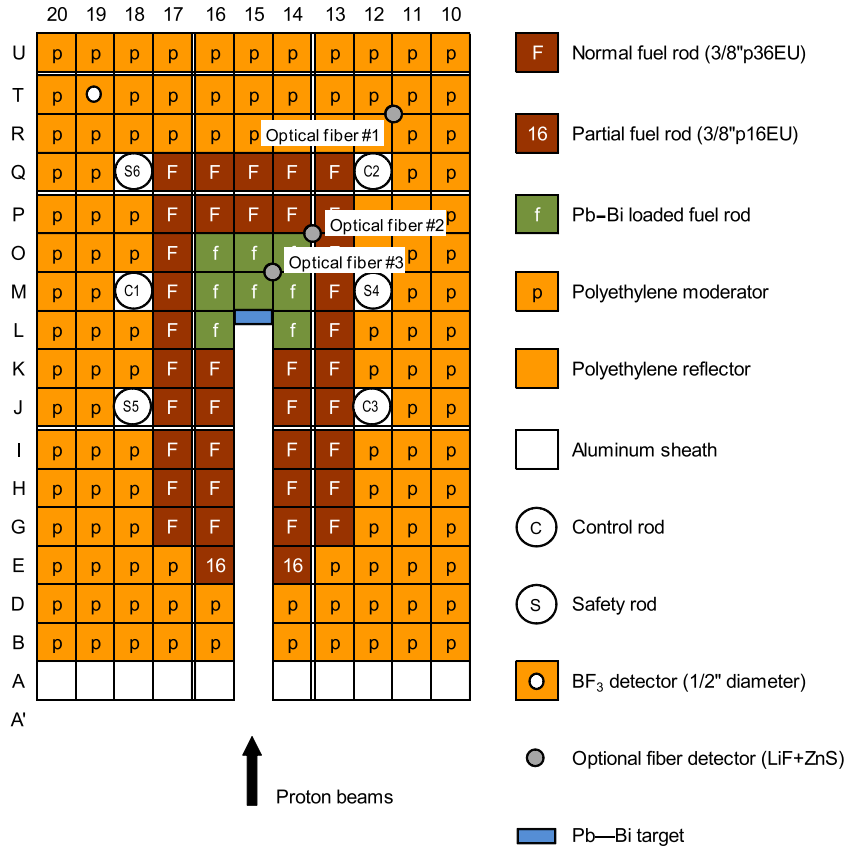 20 19 18 17 16 15 14 13 12 11 10
U p p p p p p p p p p p
T p p p p p p p p p p
R p p p p p p Optical fiber #1 p p
Q p p S6 F F F F F C2 p p
P p p p F F F F p
Optical fiber #2
O p p p F f f p p
Optical fiber #3
M p p C1 F f f f F S4 p p
L p p p F f f F p p p
K p p p F F F F p p p
J p p S5 F F F F C3 p p
I p p p F F F F p p p
H p p p F F F F p p p
G p p p F F F F p p p
E p p p p 16 16 p p p p
D p p p p p p p p p p
B p p p p p p p p p p
A
A'
Proton beams
F Normal fuel rod (3/8"p36EU)
16 Partial fuel rod (3/8"p16EU)
f Pb–Bi loaded fuel rod
p Polyethylene moderator
Polyethylene reflector
Aluminum sheath
C Control rod
S Safety rod
BF3 detector (1/2" diameter)
Optional fiber detector (LiF+ZnS)
Pb—Bi target